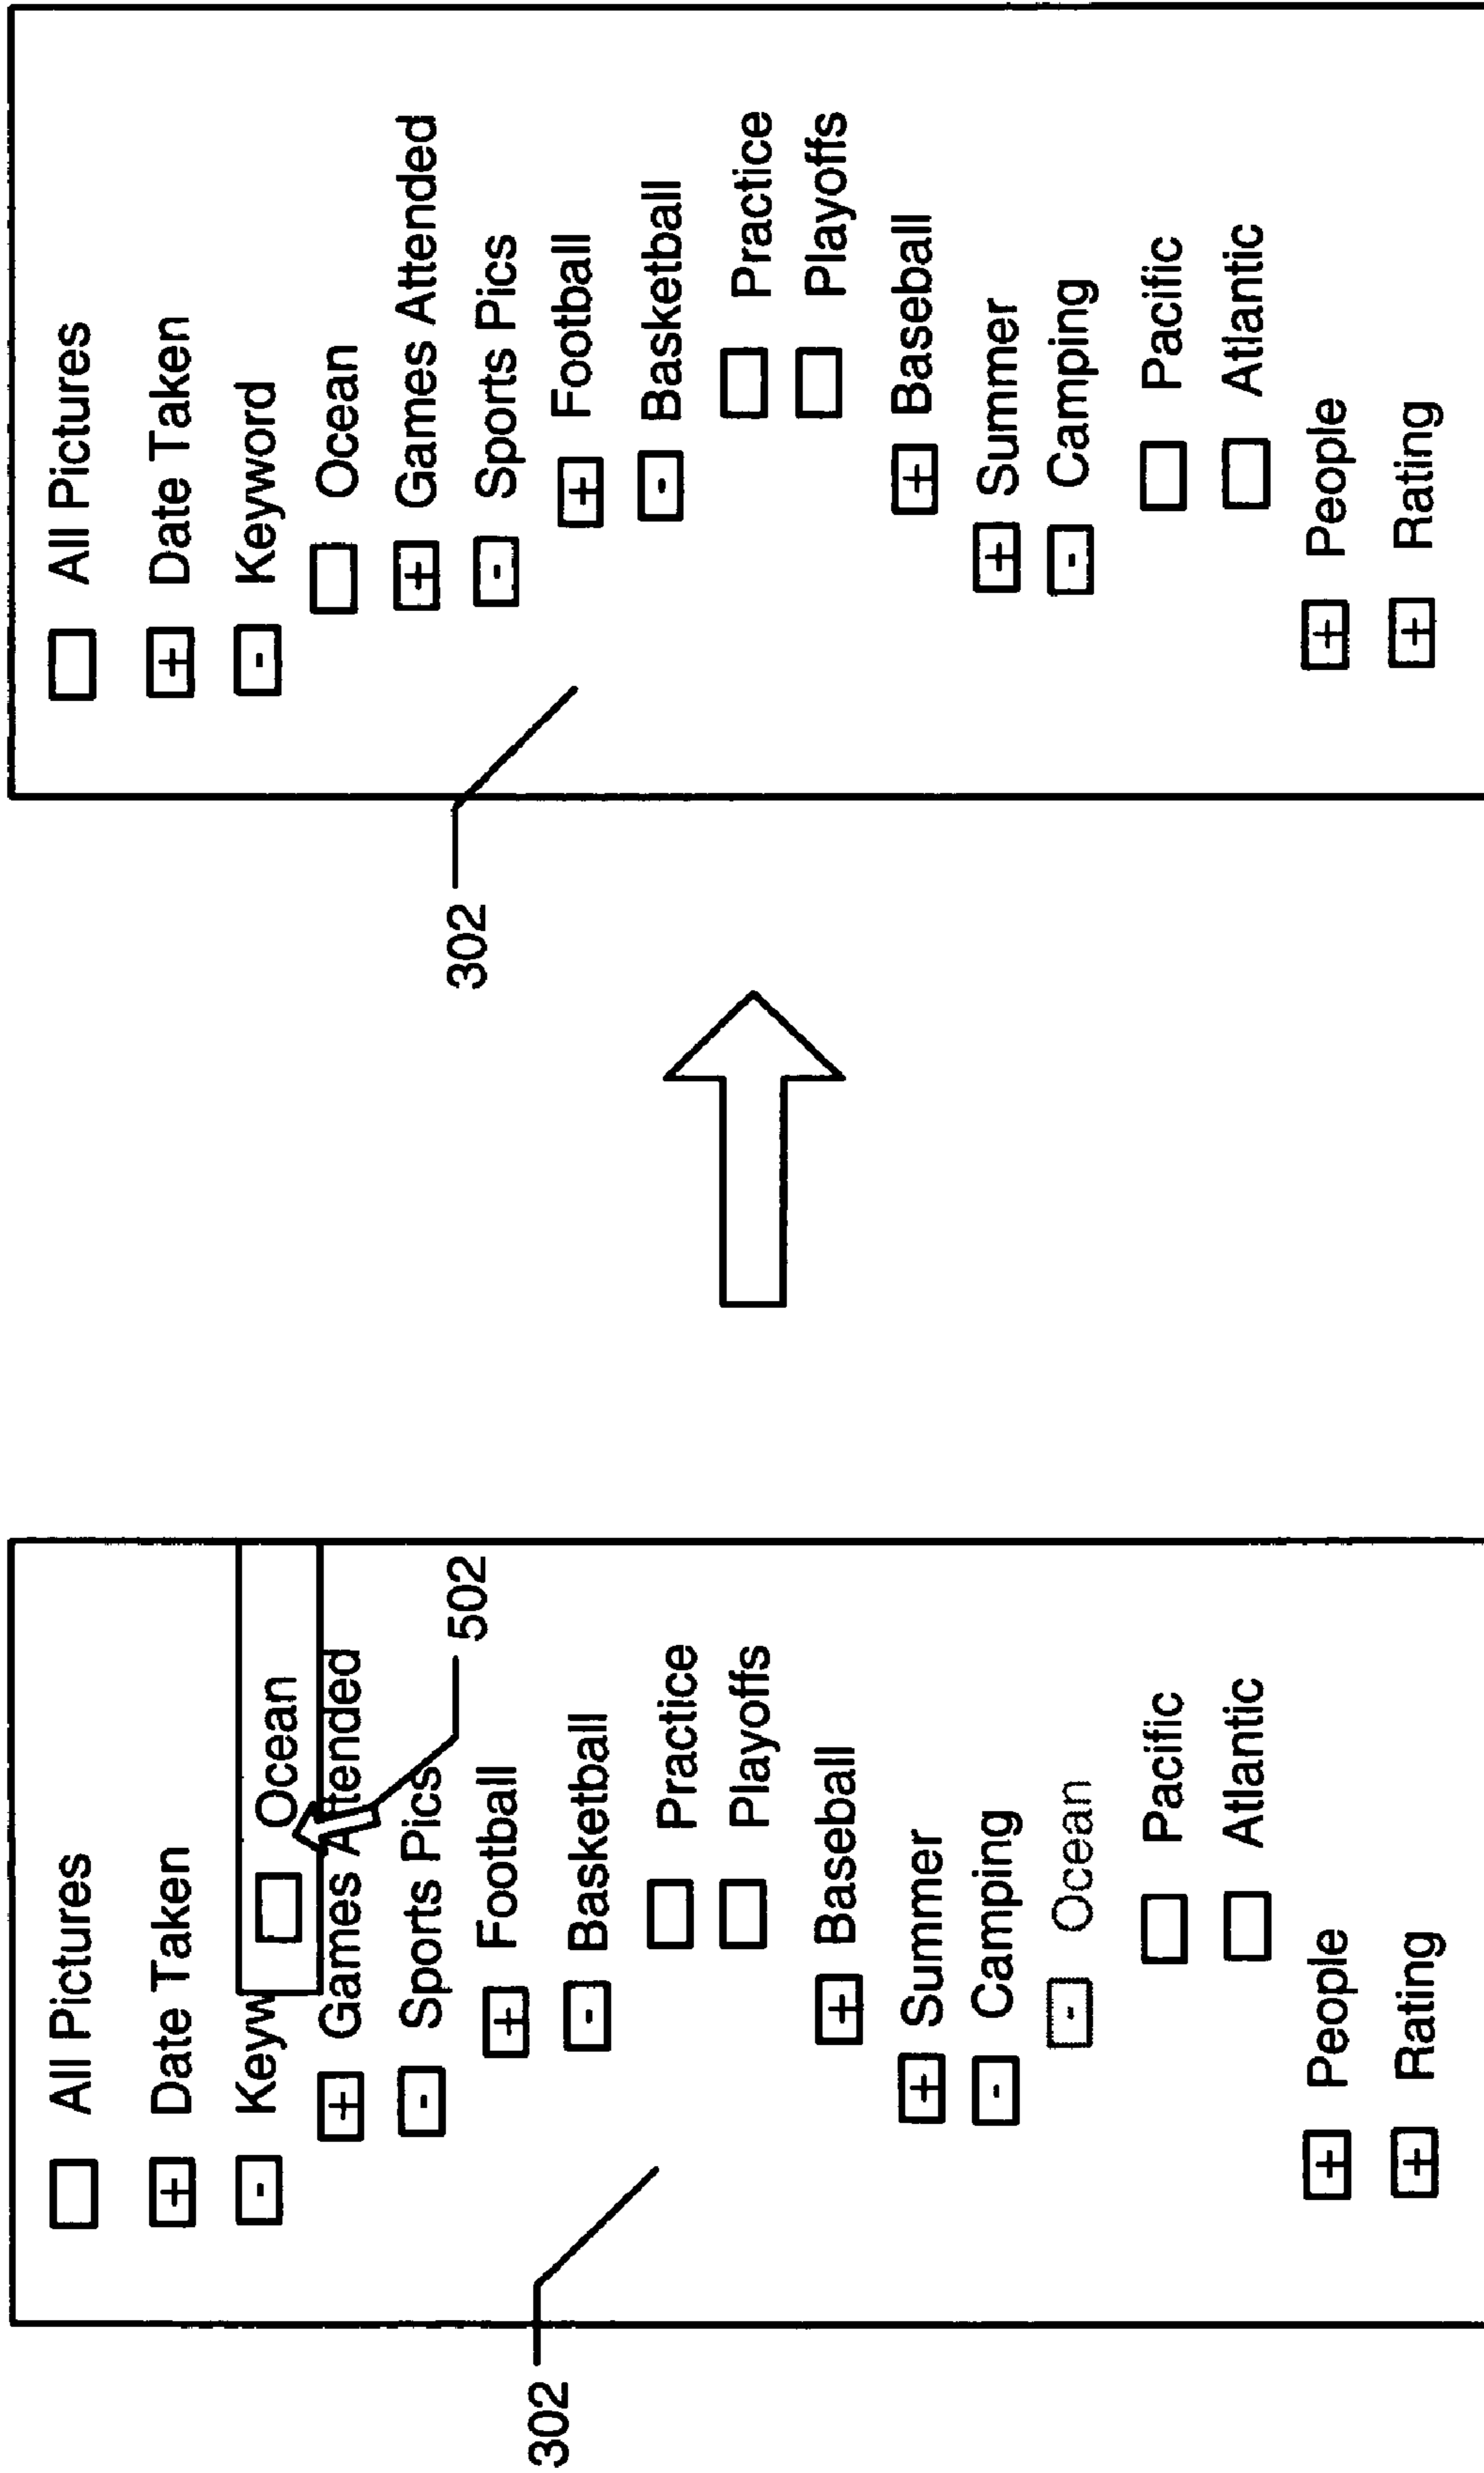 All Pictures
+ Date Taken
- Keyw
Ocean
+ Games Attended
- Sports Pics
502
+ Football
302
- Basketball
Practice
Playoffs
+ Baseball
+ Summer
- Camping
- Ocean
Pacific
Atlantic
+ People
+ Rating
All Pictures
+ Date Taken
- Keyword
Ocean
+ Games Attended
302
- Sports Pics
+ Football
- Basketball
Practice
Playoffs
+ Baseball
+ Summer
- Camping
Pacific
Atlantic
+ People
+ Rating